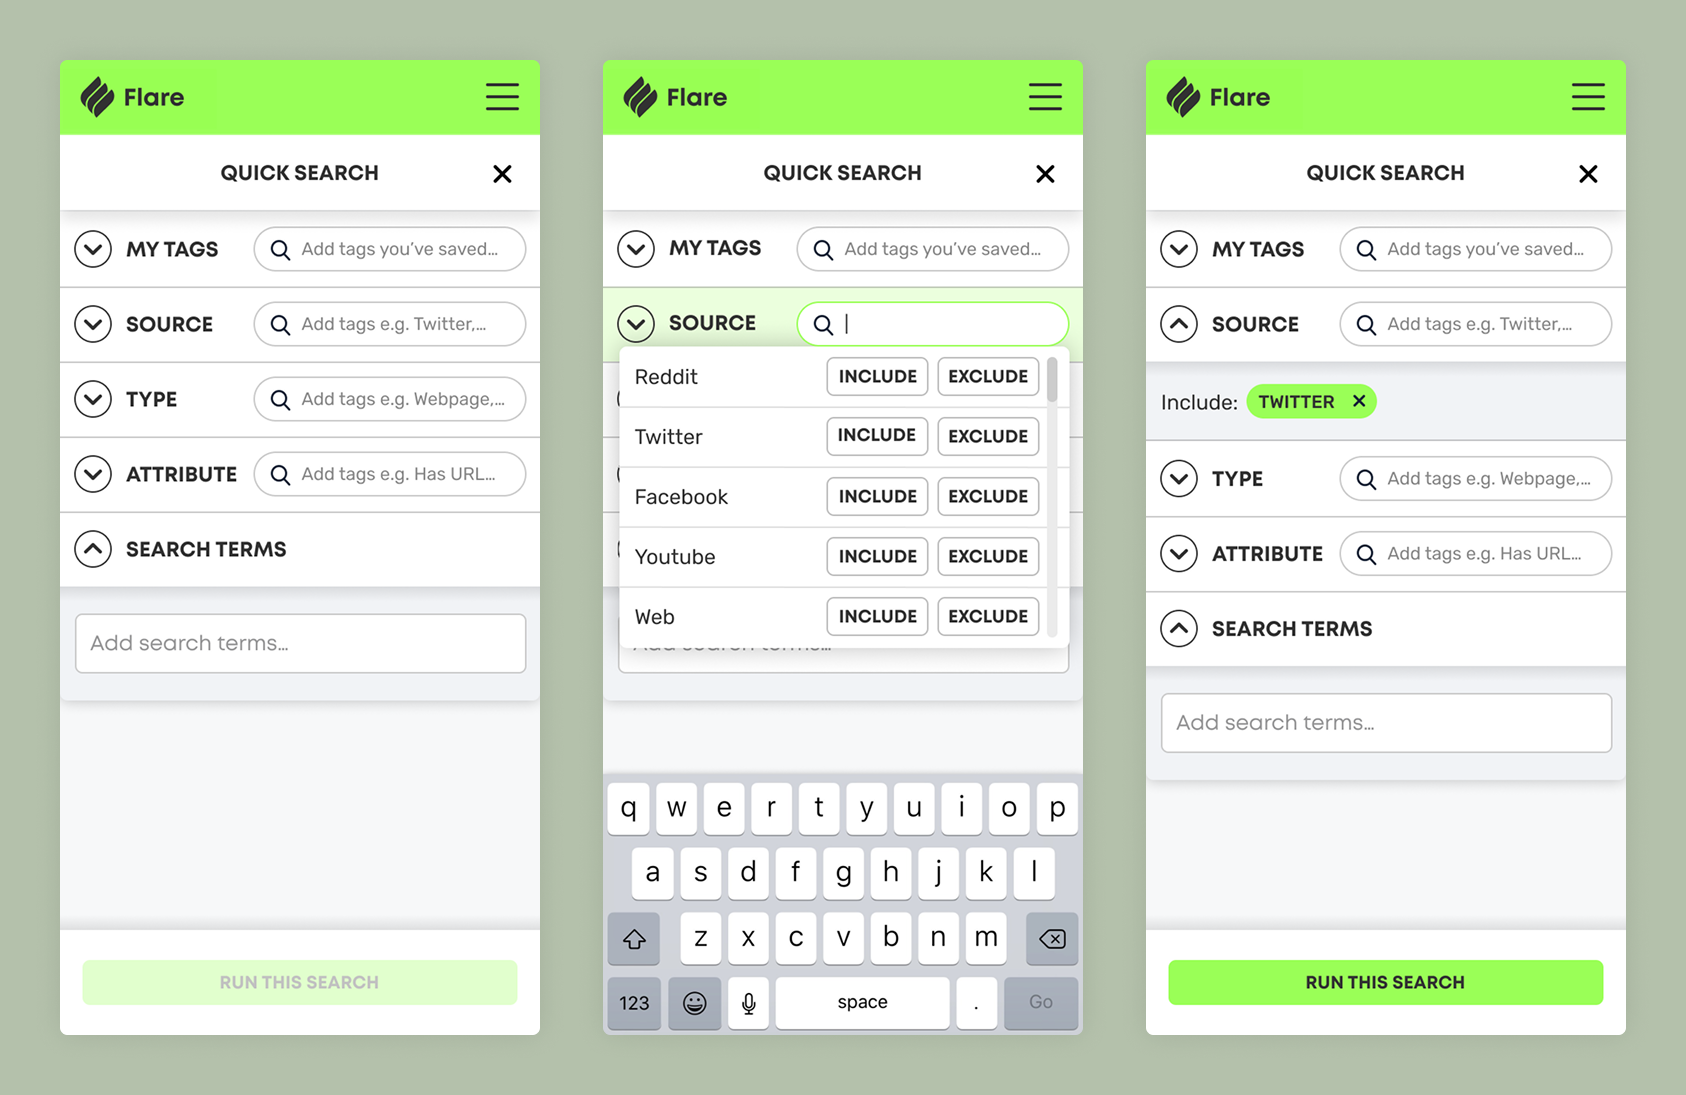 Flare
QUICK SEARCH
MY TAGS Add tags you've saved...
SOURCE Add tags e.g. Twitter,...
TYPE Add tags e.g. Webpage,...
ATTRIBUTE Add tags e.g. Has URL...
SEARCH TERMS
Add search terms...
RUN THIS SEARCH
Flare
QUICK SEARCH
MY TAGS Add tags you've saved...
SOURCE
Reddit INCLUDE EXCLUDE
Twitter INCLUDE EXCLUDE
Facebook INCLUDE EXCLUDE
Youtube INCLUDE EXCLUDE
Web INCLUDE EXCLUDE
Add search terms...
q w e r t y u i o p
a s d f g h j k l
z x c v b n m
123 space . Go
Flare
QUICK SEARCH
MY TAGS Add tags you've saved...
SOURCE Add tags e.g. Twitter,...
Include: TWITTER
TYPE Add tags e.g. Webpage,...
ATTRIBUTE Add tags e.g. Has URL...
SEARCH TERMS
Add search terms...
RUN THIS SEARCH